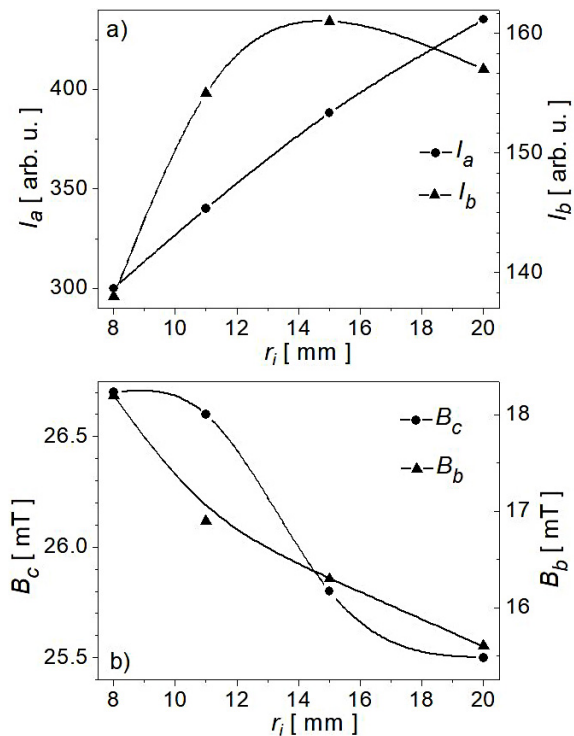 a)
I_a [ arb. u. ]
400
350
300
I_a
I_b
160
150
140
I_b [ arb. u. ]
8 10 12 14 16 18 20
r_i [ mm ]
B_c [ mT ]
26.5
26.0
25.5
B_c
B_b
18
17
16
B_b [ mT ]
b)
8 10 12 14 16 18 20
r_i [ mm ]